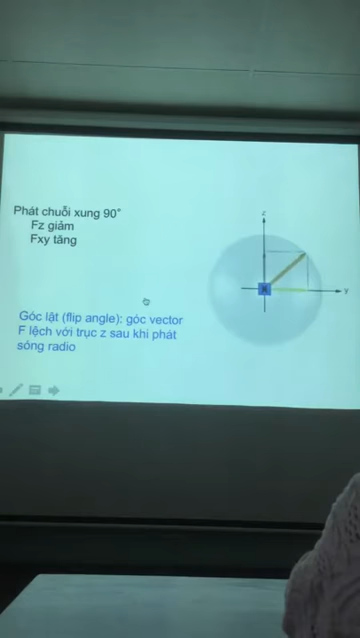 Phát chuỗi xung 90°
Fz giảm
Fxy tăng
z
y
Góc lật (flip angle): góc vector
F lệch với trục z sau khi phát
sóng radio